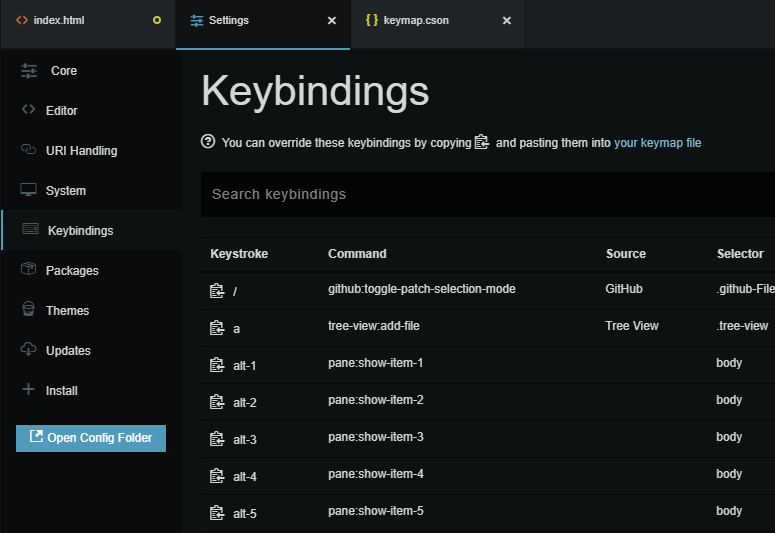 index.html Settings keymap.cson
Core
Editor
URI Handling
System
Keybindings
Packages
Themes
Updates
Install
Open Config Folder
Keybindings
You can override these keybindings by copying and pasting them into your keymap file
Search keybindings
Keystroke Command Source Selector
/ github:toggle-patch-selection-mode GitHub .github-File
a tree-view:add-file Tree View .tree-view
alt-1 pane:show-item-1 body
alt-2 pane:show-item-2 body
alt-3 pane:show-item-3 body
alt-4 pane:show-item-4 body
alt-5 pane:show-item-5 body